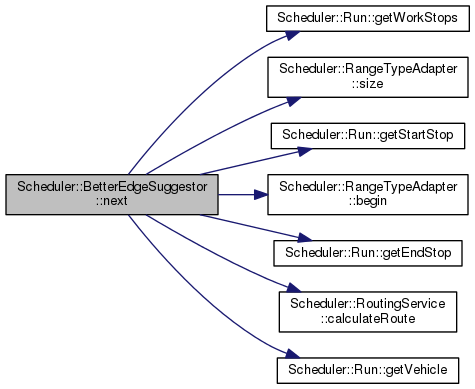 Scheduler::BetterEdgeSuggestor
::next
Scheduler::Run::getWorkStops
Scheduler::RangeTypeAdapter
::size
Scheduler::Run::getStartStop
Scheduler::RangeTypeAdapter
::begin
Scheduler::Run::getEndStop
Scheduler::RoutingService
::calculateRoute
Scheduler::Run::getVehicle